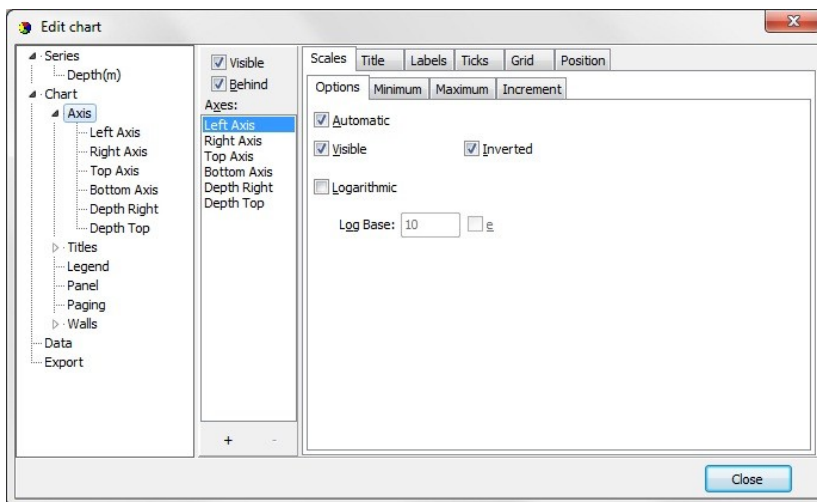 Edit chart
Series
Depth(m)
Chart
Axis
Left Axis
Right Axis
Top Axis
Bottom Axis
Depth Right
Depth Top
Titles
Legend
Panel
Paging
Walls
Data
Export
Visible
Behind
Axes:
Left Axis
Right Axis
Top Axis
Bottom Axis
Depth Right
Depth Top
+ -
Scales Title Labels Ticks Grid Position
Options Minimum Maximum Increment
Automatic
Visible Inverted
Logarithmic
Log Base: 10 e
Close